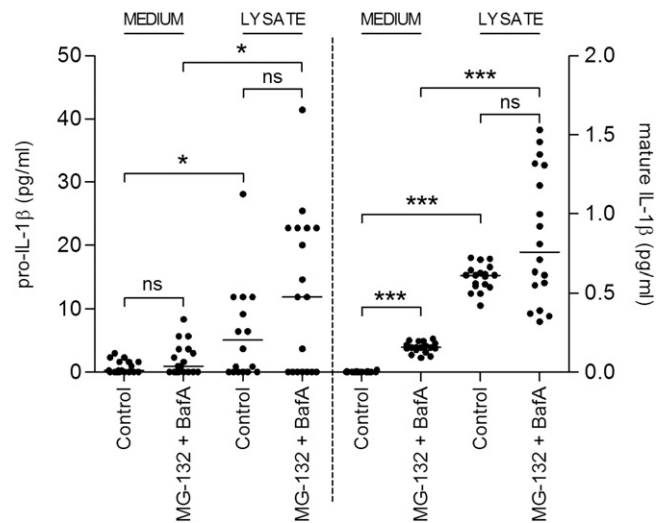 MEDIUM LYSATE MEDIUM LYSATE
50 2.0
* ***
ns ns
40
1.5
* 
30
***
1.0
20
ns ***
0.5
10
0 0.0
pro-IL-1β (pg/ml)
mature IL-1β (pg/ml)
Control
MG-132 + BafA
Control
MG-132 + BafA
Control
MG-132 + BafA
Control
MG-132 + BafA